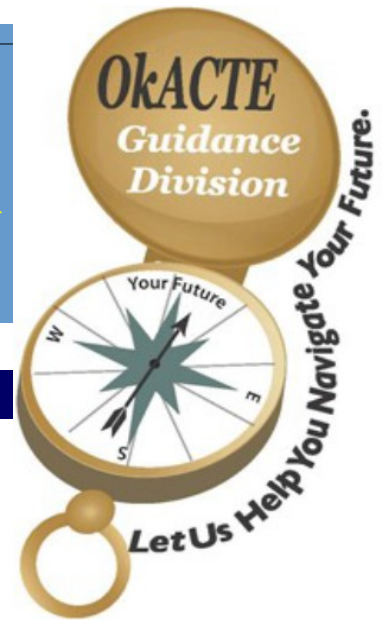 OkACTE
Guidance
Division
Your Future
W
E
S
Let Us Help You Navigate Your Future.